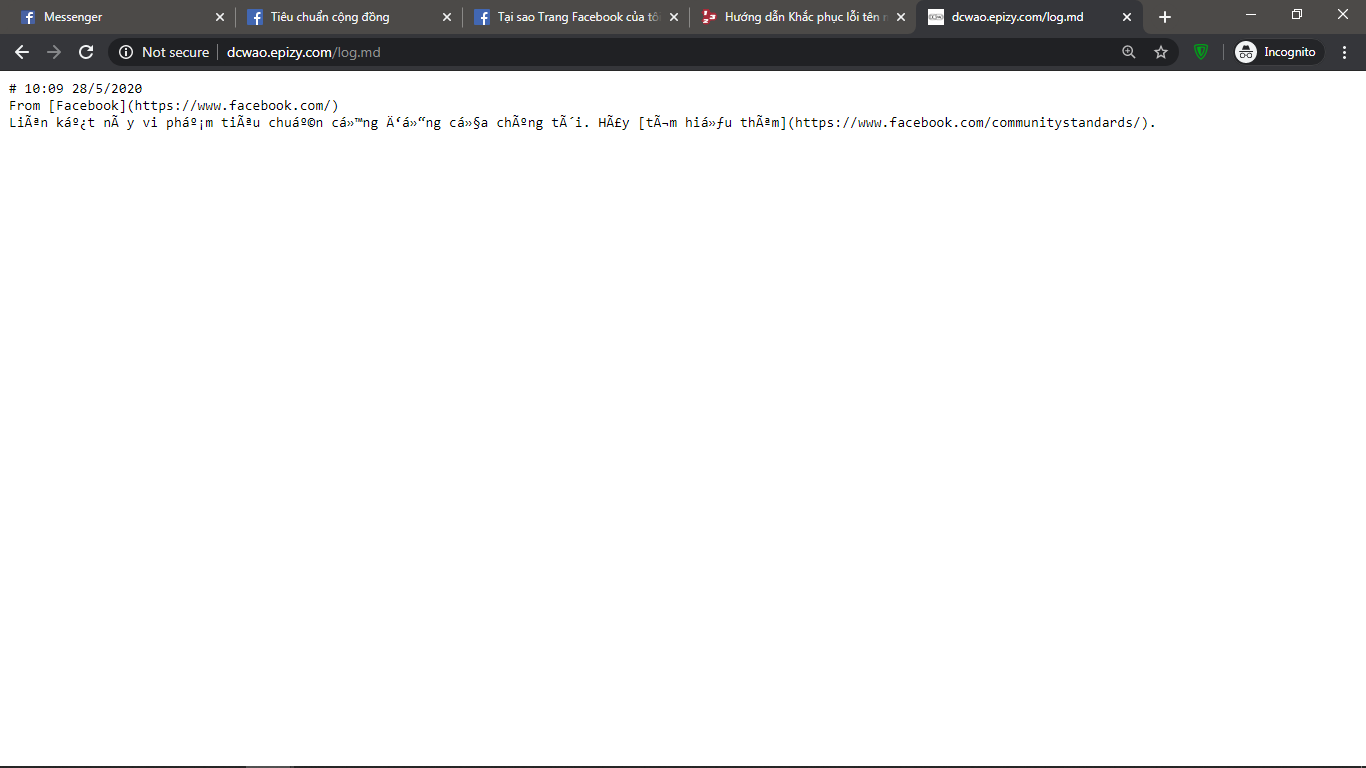 Messenger
Tiêu chuẩn cộng đồng
Tại sao Trang Facebook của tôi
Hướng dẫn Khắc phục lỗi tên n
dcwao.epizy.com/log.md
Not secure
dcwao.epizy.com/log.md
Incognito
# 10:09 28/5/2020
From [Facebook](https://www.facebook.com/)
LiÃªn káº¿t nÃ y vi pháº¡m tiÃªu chuáº©n cá»™ng Ä‘á»“ng cá»§a chÃºng tÃ´i. HÃ£y [tÃ¬m hiá»ƒu thÃªm](https://www.facebook.com/communitystandards/).